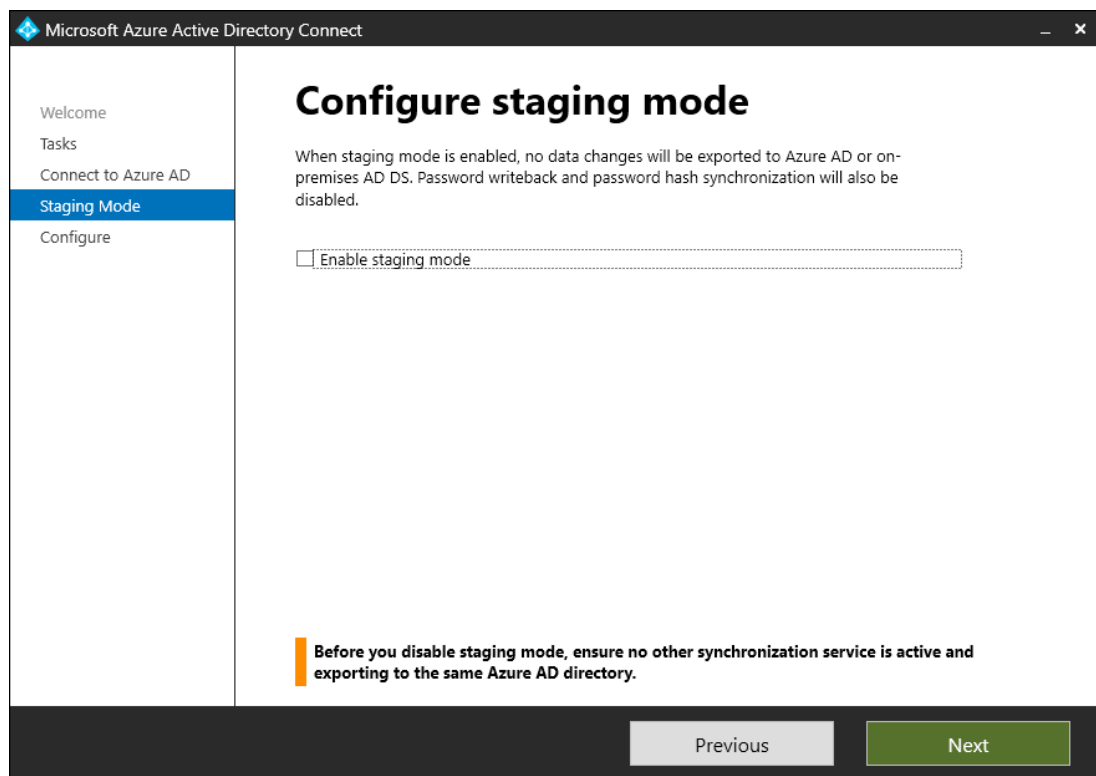 Microsoft Azure Active Directory Connect
Welcome
Tasks
Connect to Azure AD
Staging Mode
Configure
Configure staging mode
When staging mode is enabled, no data changes will be exported to Azure AD or on-
premises AD DS. Password writeback and password hash synchronization will also be
disabled.
Enable staging mode
Before you disable staging mode, ensure no other synchronization service is active and
exporting to the same Azure AD directory.
Previous
Next